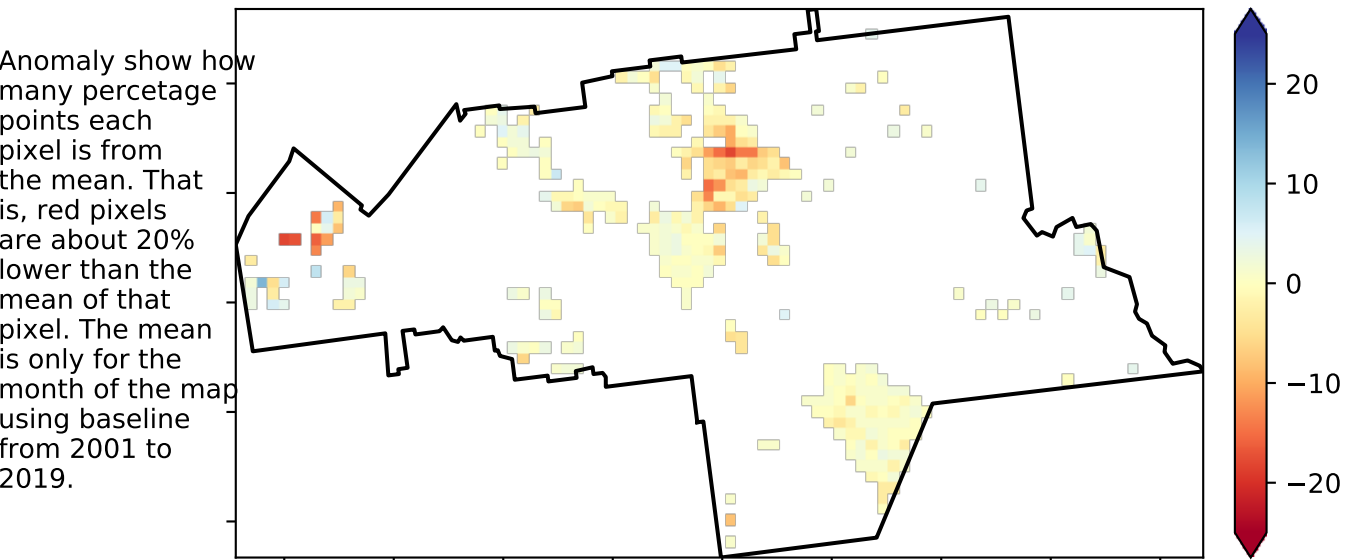 Anomaly show how
many percetage
points each
pixel is from
the mean. That
is, red pixels
are about 20%
lower than the
mean of that
pixel. The mean
is only for the
month of the map
using baseline
from 2001 to
2019.
20
10
0
−10
−20